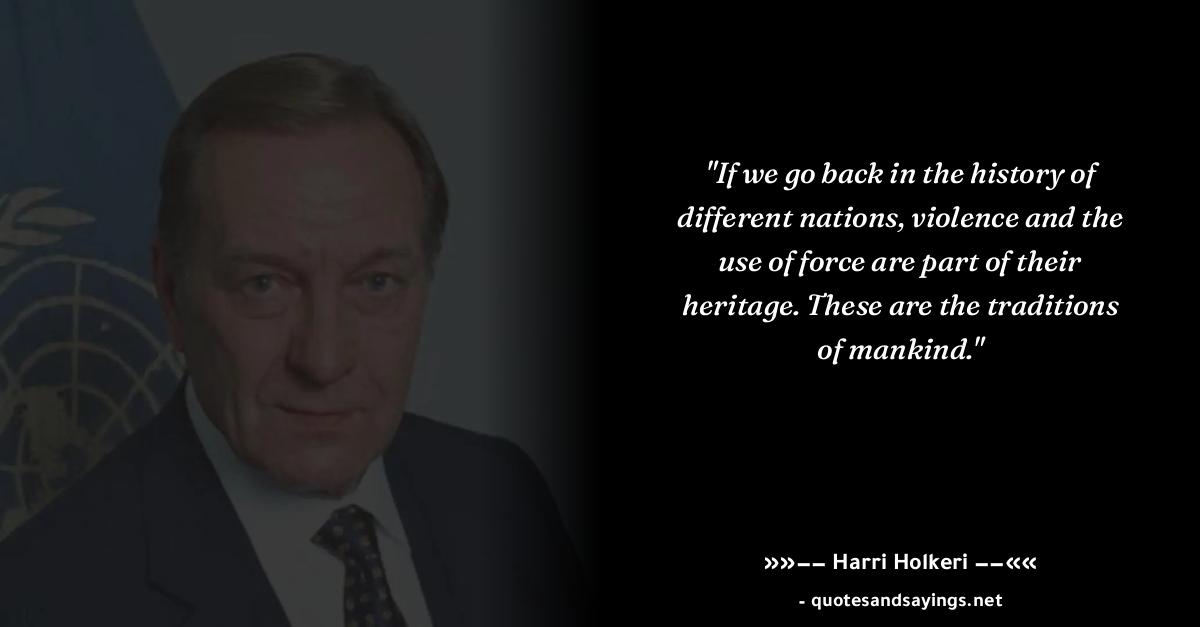 "If we go back in the history of
different nations, violence and the
use of force are part of their
heritage. These are the traditions
of mankind."
»»–– Harri Holkeri ––««
- quotesandsayings.net